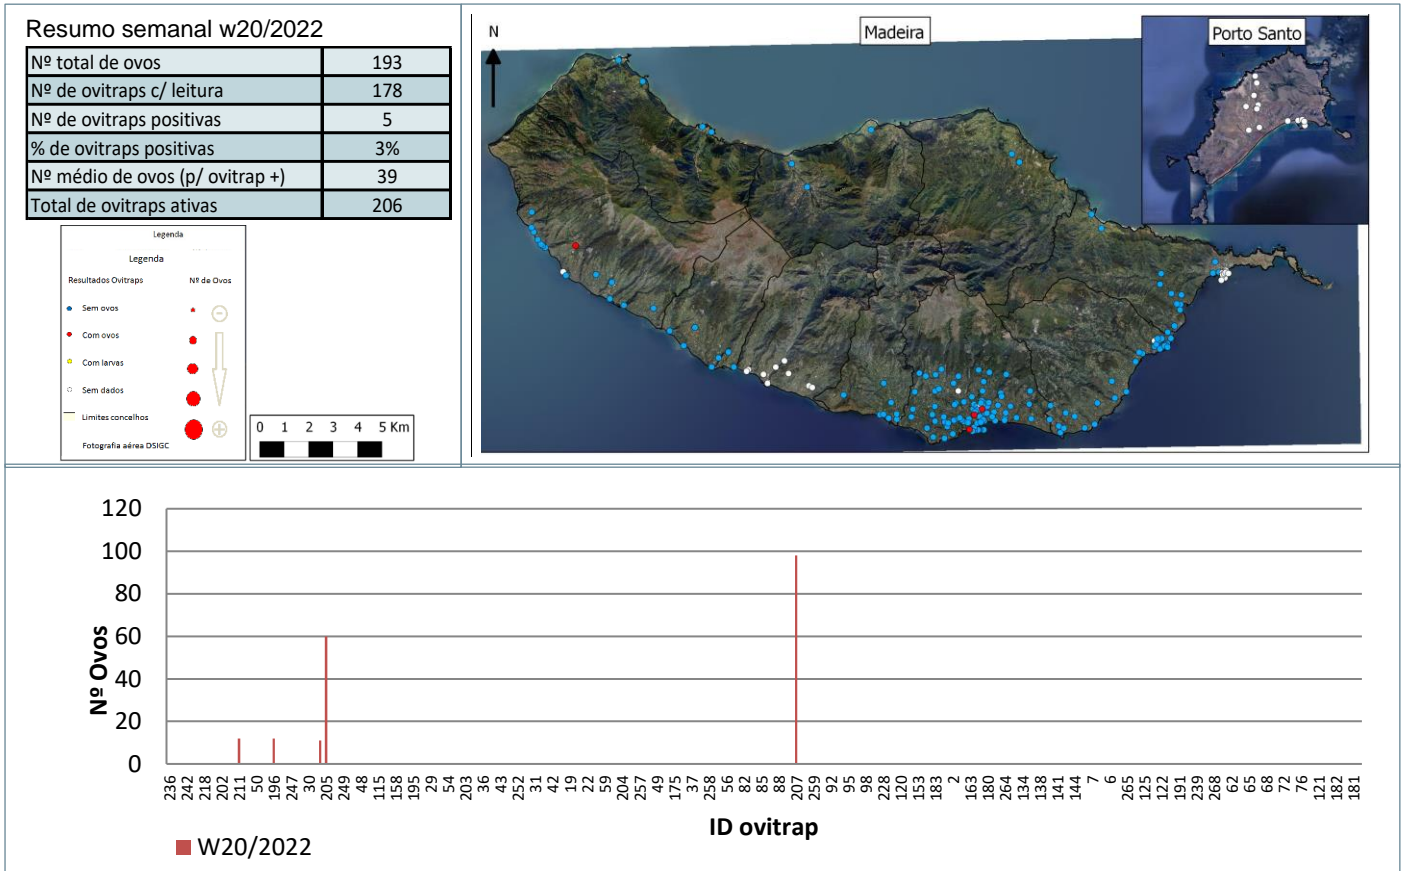 Resumo semanal w20/2022
Nº total de ovos 193
Nº de ovitraps c/ leitura 178
Nº de ovitraps positivas 5
% de ovitraps positivas 3%
Nº médio de ovos (p/ ovitrap +) 39
Total de ovitraps ativas 206
Legenda
Legenda
Resultados Ovitraps Nº de Ovos
Sem ovos
Com ovos
Com larvas
Sem dados
Limites concelhos
Fotografia aérea DSIGC
0 1 2 3 4 5 Km
N
Madeira
Porto Santo
120
100
80
60
40
20
0
Nº Ovos
236 242 218 202 211 50 196 247 30 205 249 48 115 158 195 29 54 203 36 43 252 31 42 19 22 59 204 257 49 175 37 258 56 82 85 88 207 259 92 95 98 228 120 153 183 2 163 180 264 134 138 141 144 7 6 265 125 122 191 239 268 62 65 68 72 76 121 182 181
ID ovitrap
W20/2022